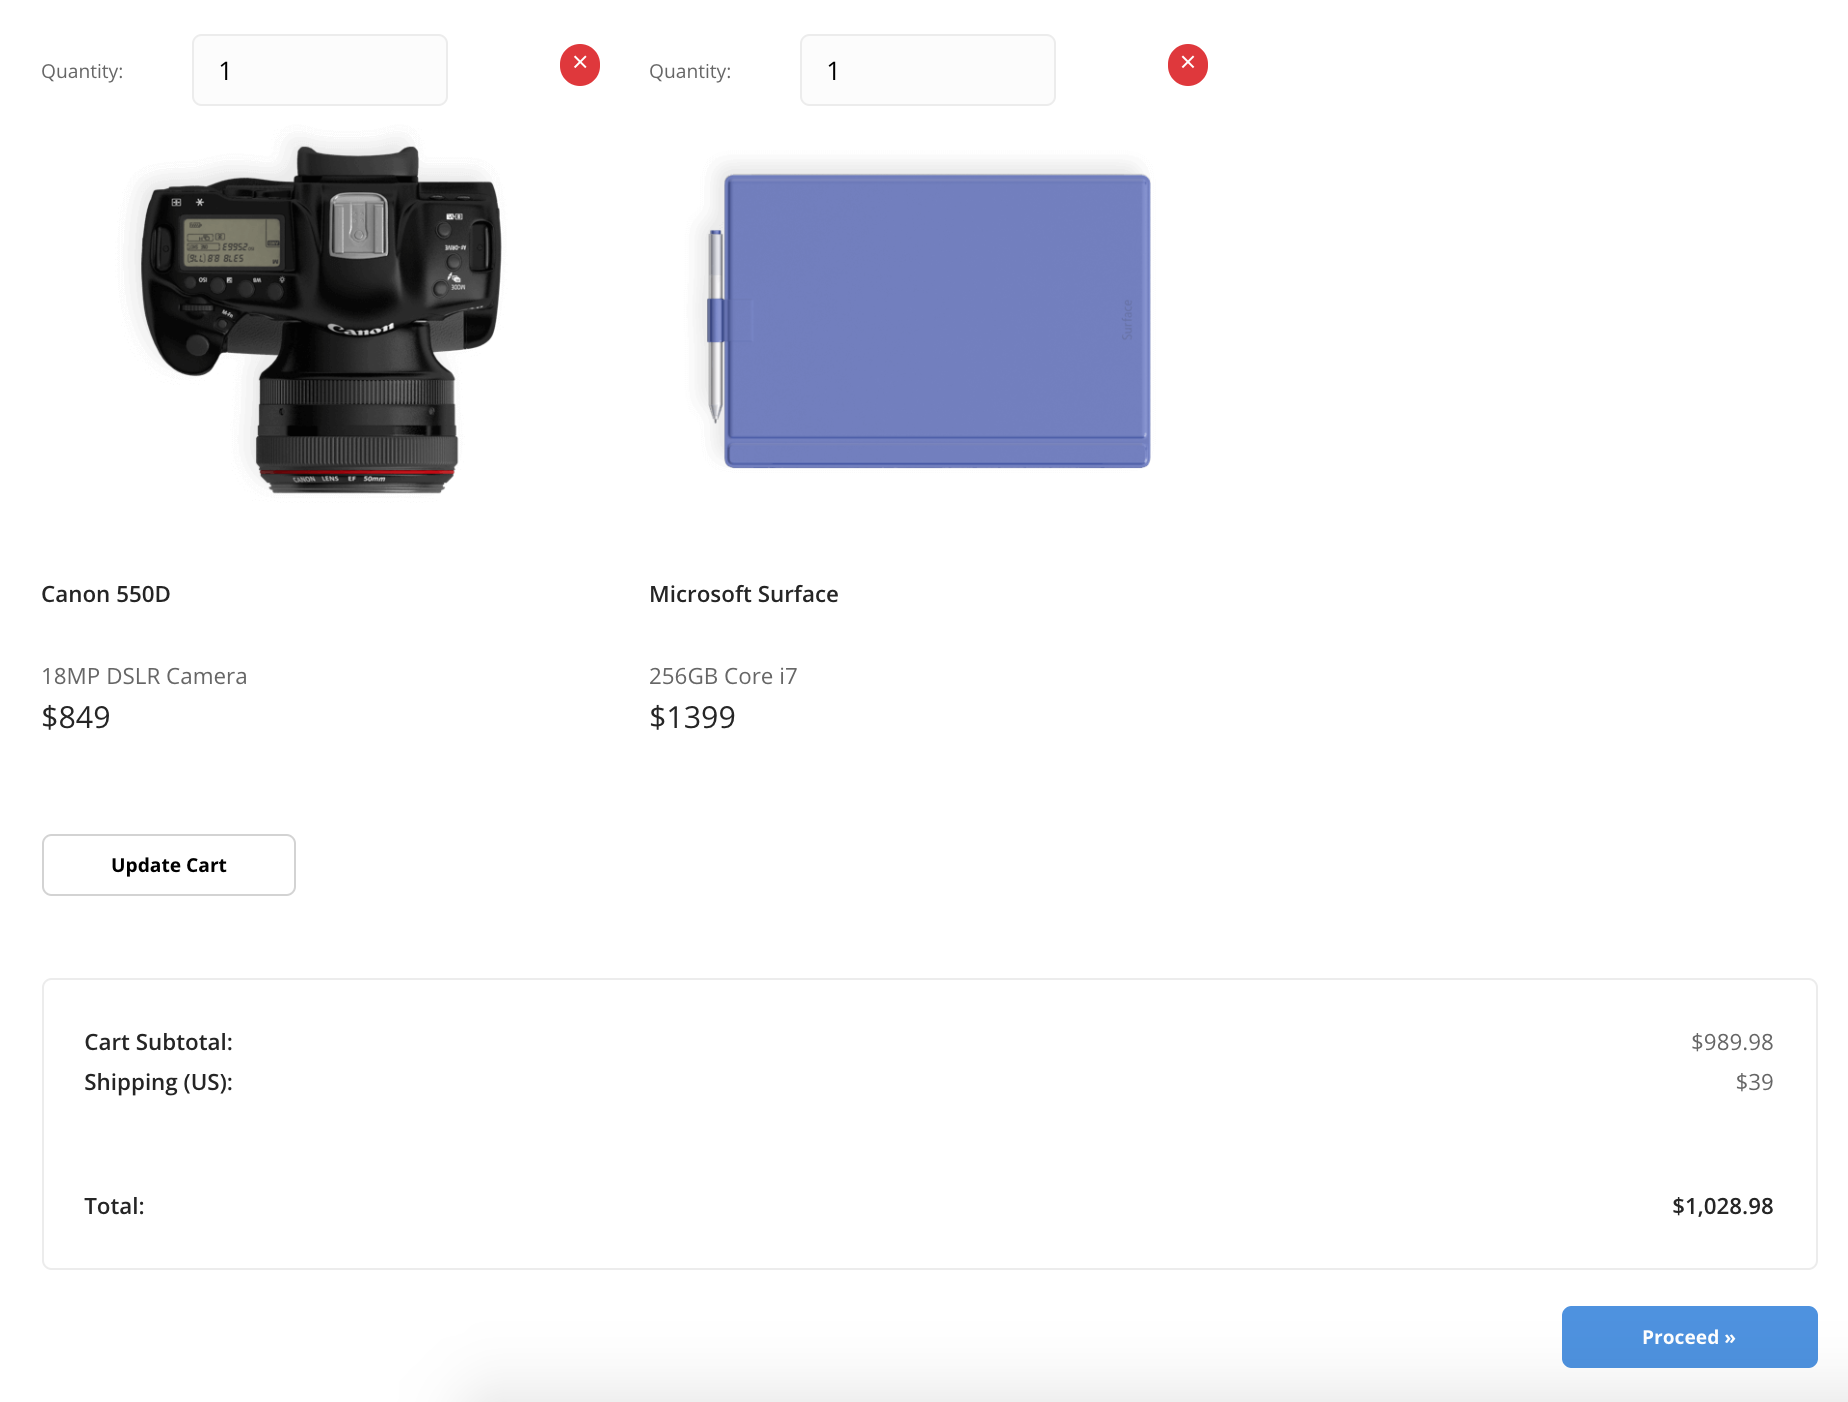 Quantity:
1
Quantity:
1
Canon
CANON LENS EF 50mm
Surface
Canon 550D
18MP DSLR Camera
$849
Microsoft Surface
256GB Core i7
$1399
Update Cart
Cart Subtotal:
$989.98
Shipping (US):
$39
Total:
$1,028.98
Proceed »